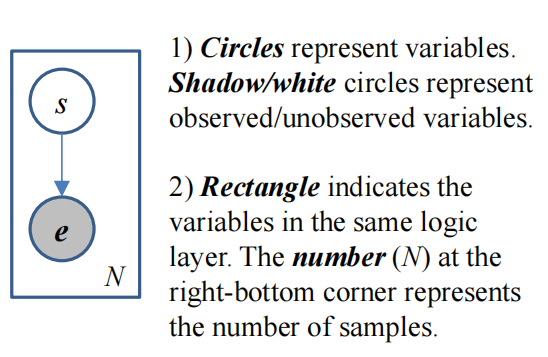 s
e
N
1) Circles represent variables.
Shadow/white circles represent
observed/unobserved variables.
2) Rectangle indicates the
variables in the same logic
layer. The number (N) at the
right-bottom corner represents
the number of samples.